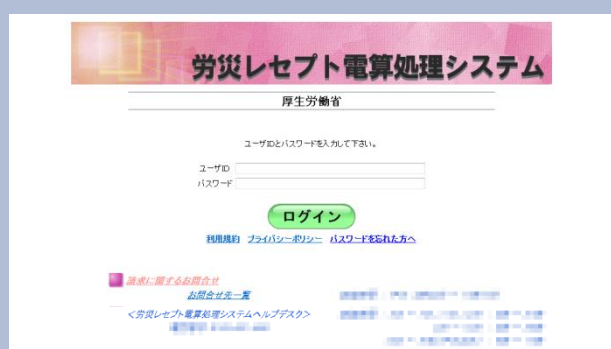 労災レセプト電算処理システム
厚生労働省
ユーザIDとパスワードを入力して下さい。
ユーザID
パスワード
ログイン
利用規約 プライバシーポリシー パスワードを忘れた方へ
請求に関するお問合せ
お問合せ先一覧
＜労災レセプト電算処理システムヘルプデスク＞